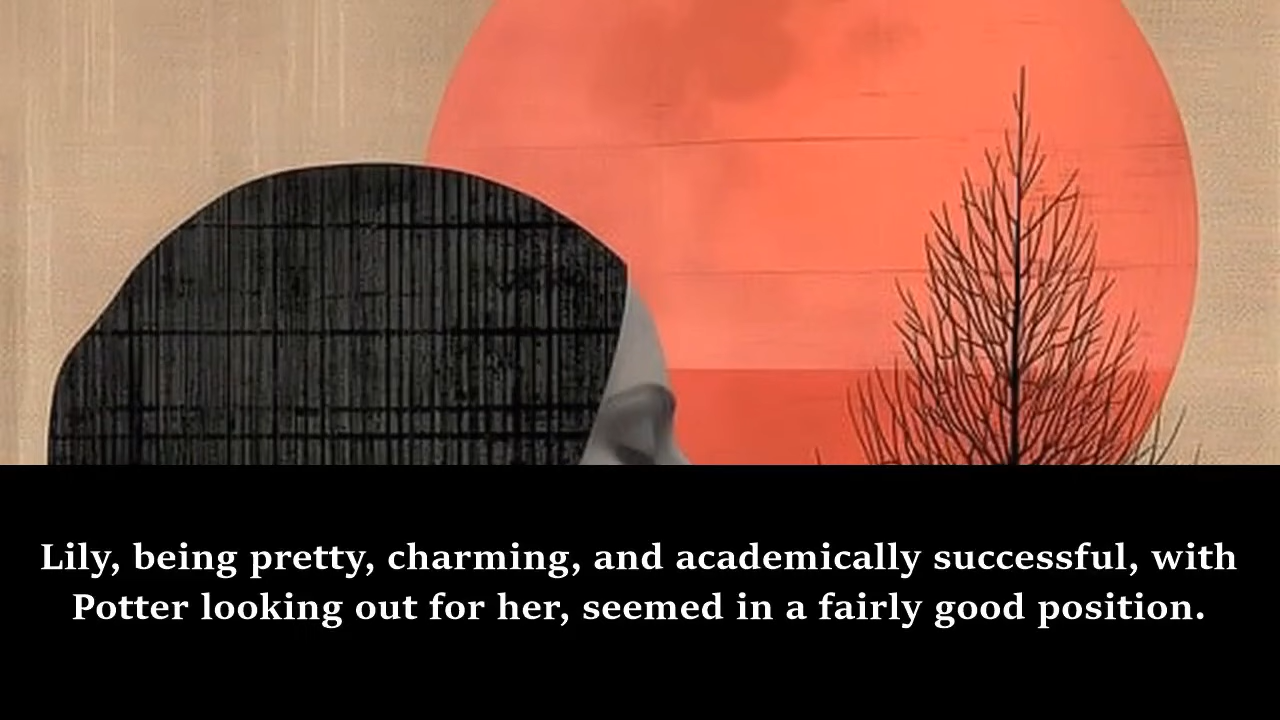 Lily, being pretty, charming, and academically successful, with
Potter looking out for her, seemed in a fairly good position.